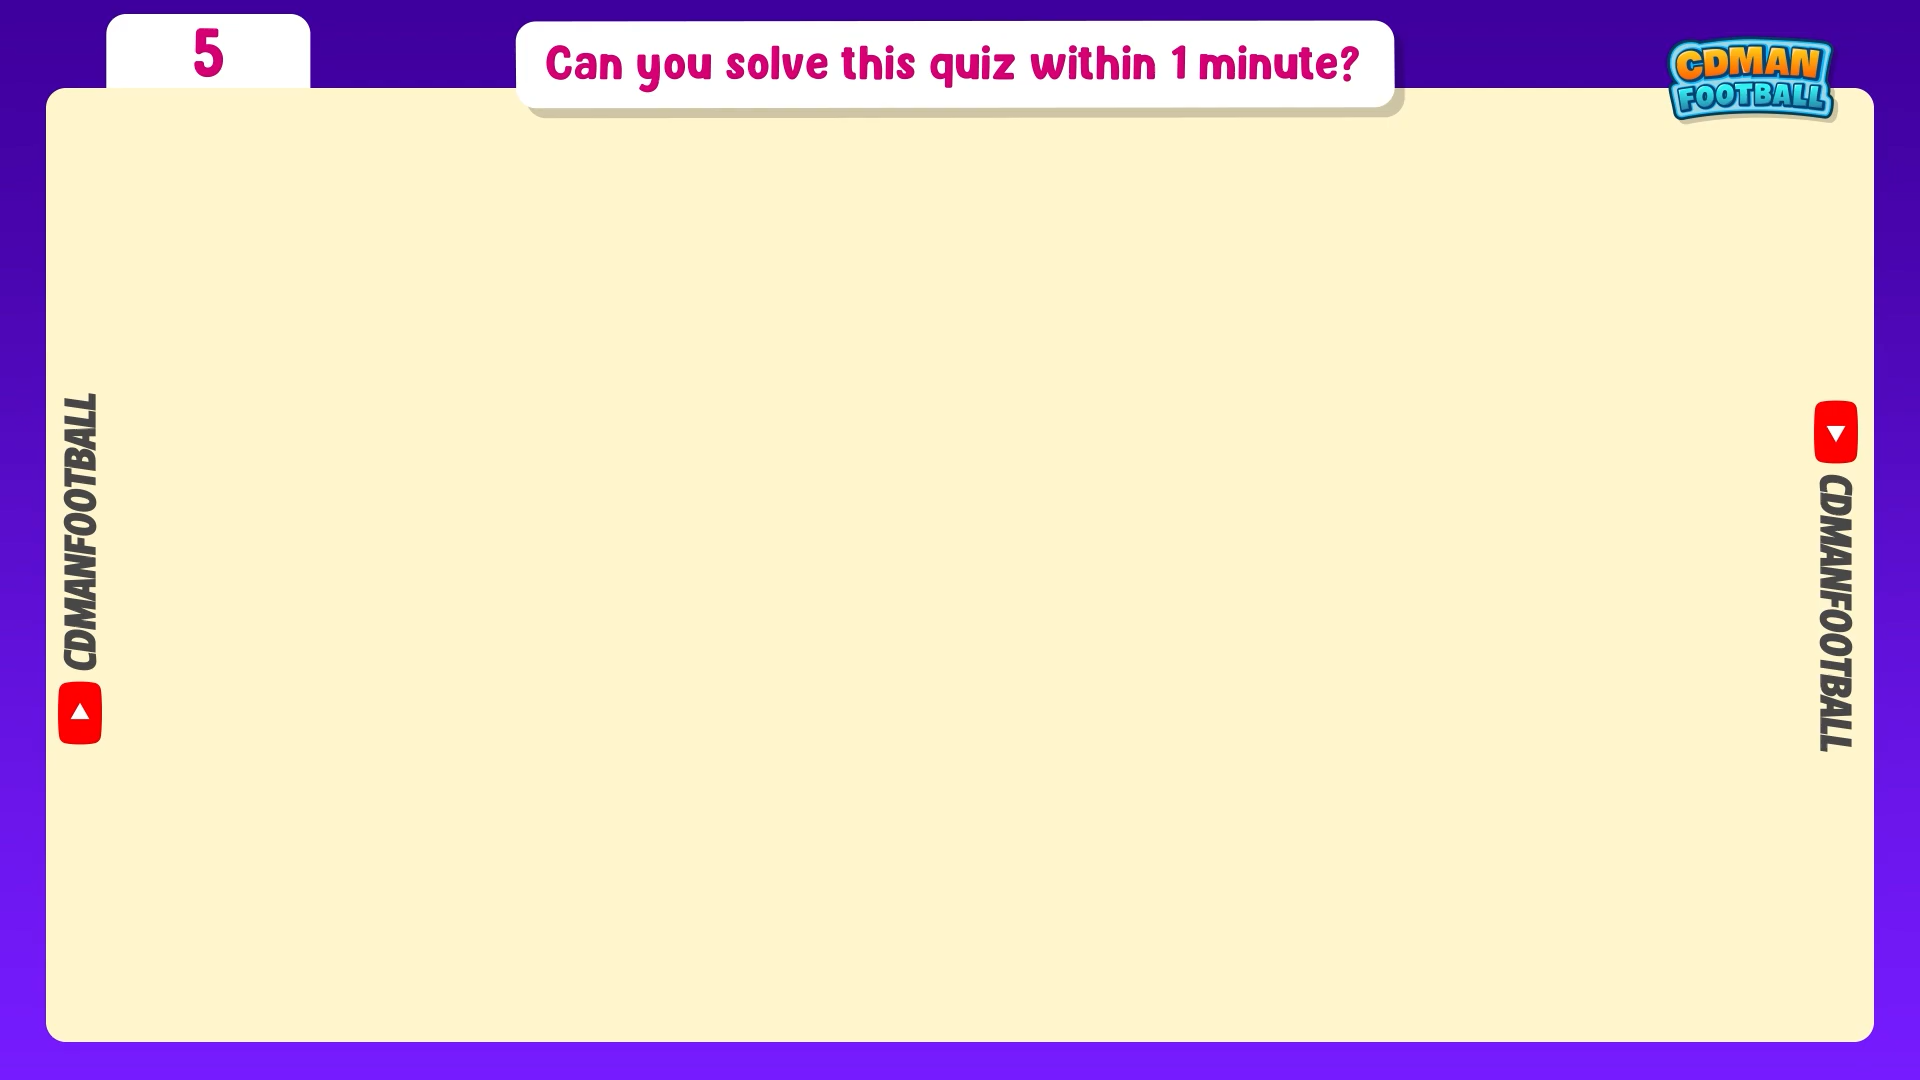 5
Can you solve this quiz within 1 minute?
CDMAN
FOOTBALL
CDMANFOOTBALL
CDMANFOOTBALL